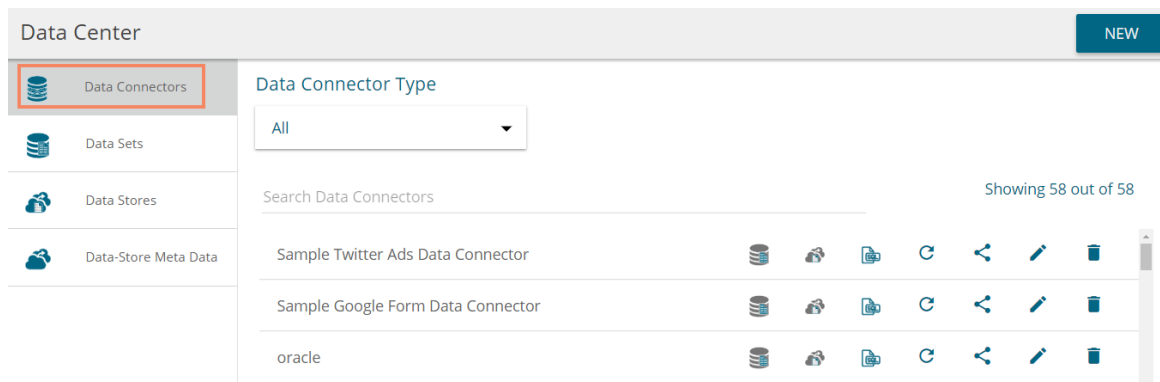 Data Center
NEW
Data Connectors
Data Sets
Data Stores
Data-Store Meta Data
Data Connector Type
All
Search Data Connectors
Showing 58 out of 58
Sample Twitter Ads Data Connector
Sample Google Form Data Connector
oracle